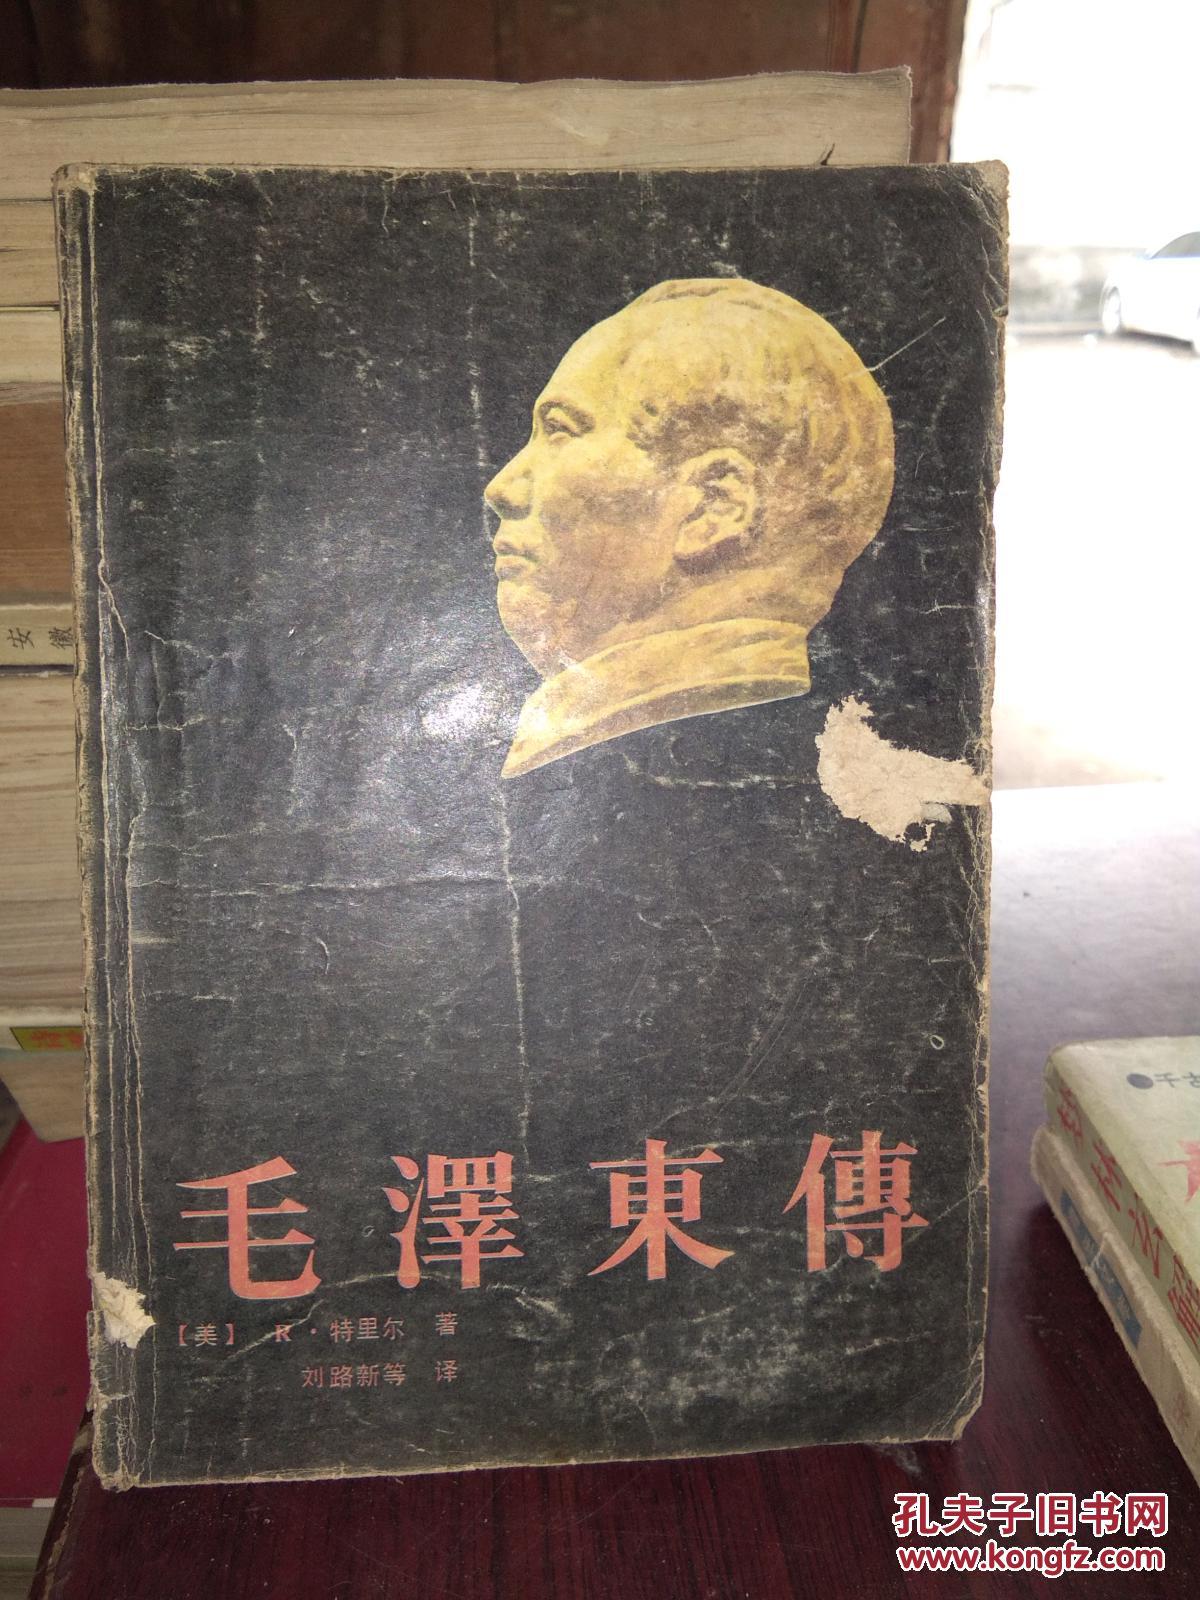 毛澤東傳
【美】 R·特里尔 著
刘路新等 译
安徽
孔夫子旧书网
www.kongfz.com